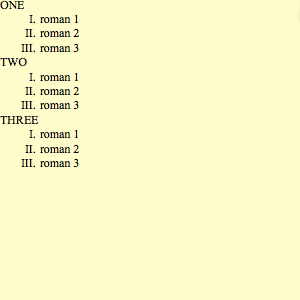 ONE
I. roman 1
II. roman 2
III. roman 3
TWO
I. roman 1
II. roman 2
III. roman 3
THREE
I. roman 1
II. roman 2
III. roman 3